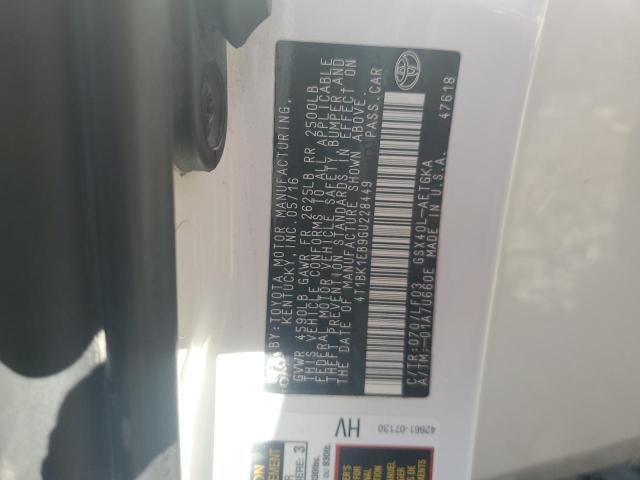 BY: TOYOTA MOTOR MANUFACTURING,
KENTUCKY, INC. 05/16
GVWR 4590LB GAWR FR 2625LB RR 2500LB
THIS VEHICLE CONFORMS TO ALL APPLICABLE
FEDERAL MOTOR VEHICLE SAFETY, BUMPER, AND
THEFT PREVENTION STANDARDS IN EFFECT ON
THE DATE OF MANUFACTURE SHOWN ABOVE.
4T1BK1EB9GU228449 PASS. CAR
C/TR: 070/LF03 GSX40L-AETGKA
A/TM: -01A/U660E MADE IN U.S.A.
47618
HV
42661-07130
3